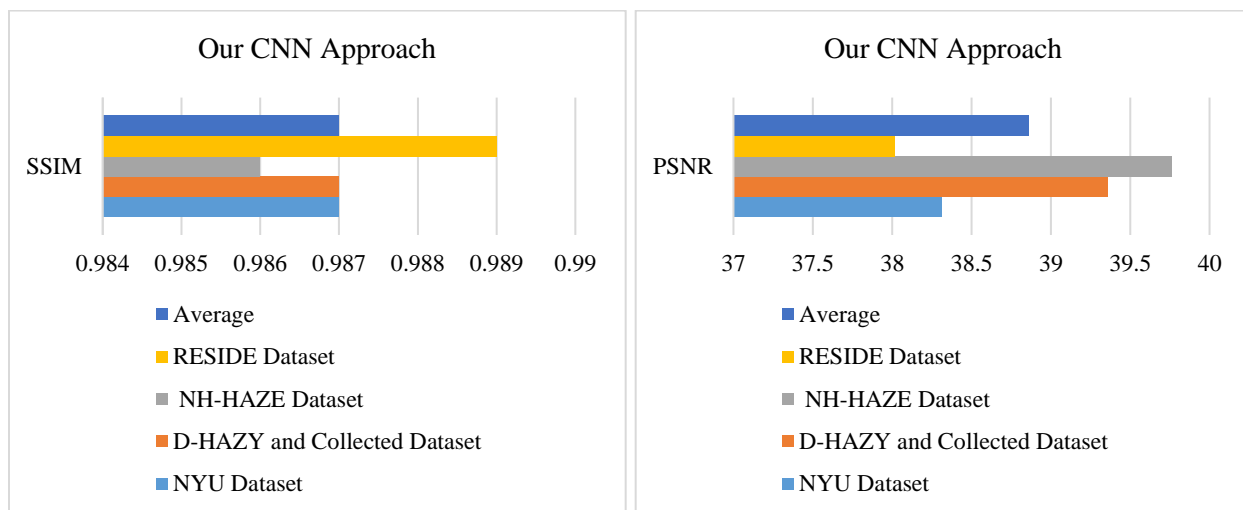 Our CNN Approach
SSIM
0.984 0.985 0.986 0.987 0.988 0.989 0.99
Average
RESIDE Dataset
NH-HAZE Dataset
D-HAZY and Collected Dataset
NYU Dataset
Our CNN Approach
PSNR
37 37.5 38 38.5 39 39.5 40
Average
RESIDE Dataset
NH-HAZE Dataset
D-HAZY and Collected Dataset
NYU Dataset